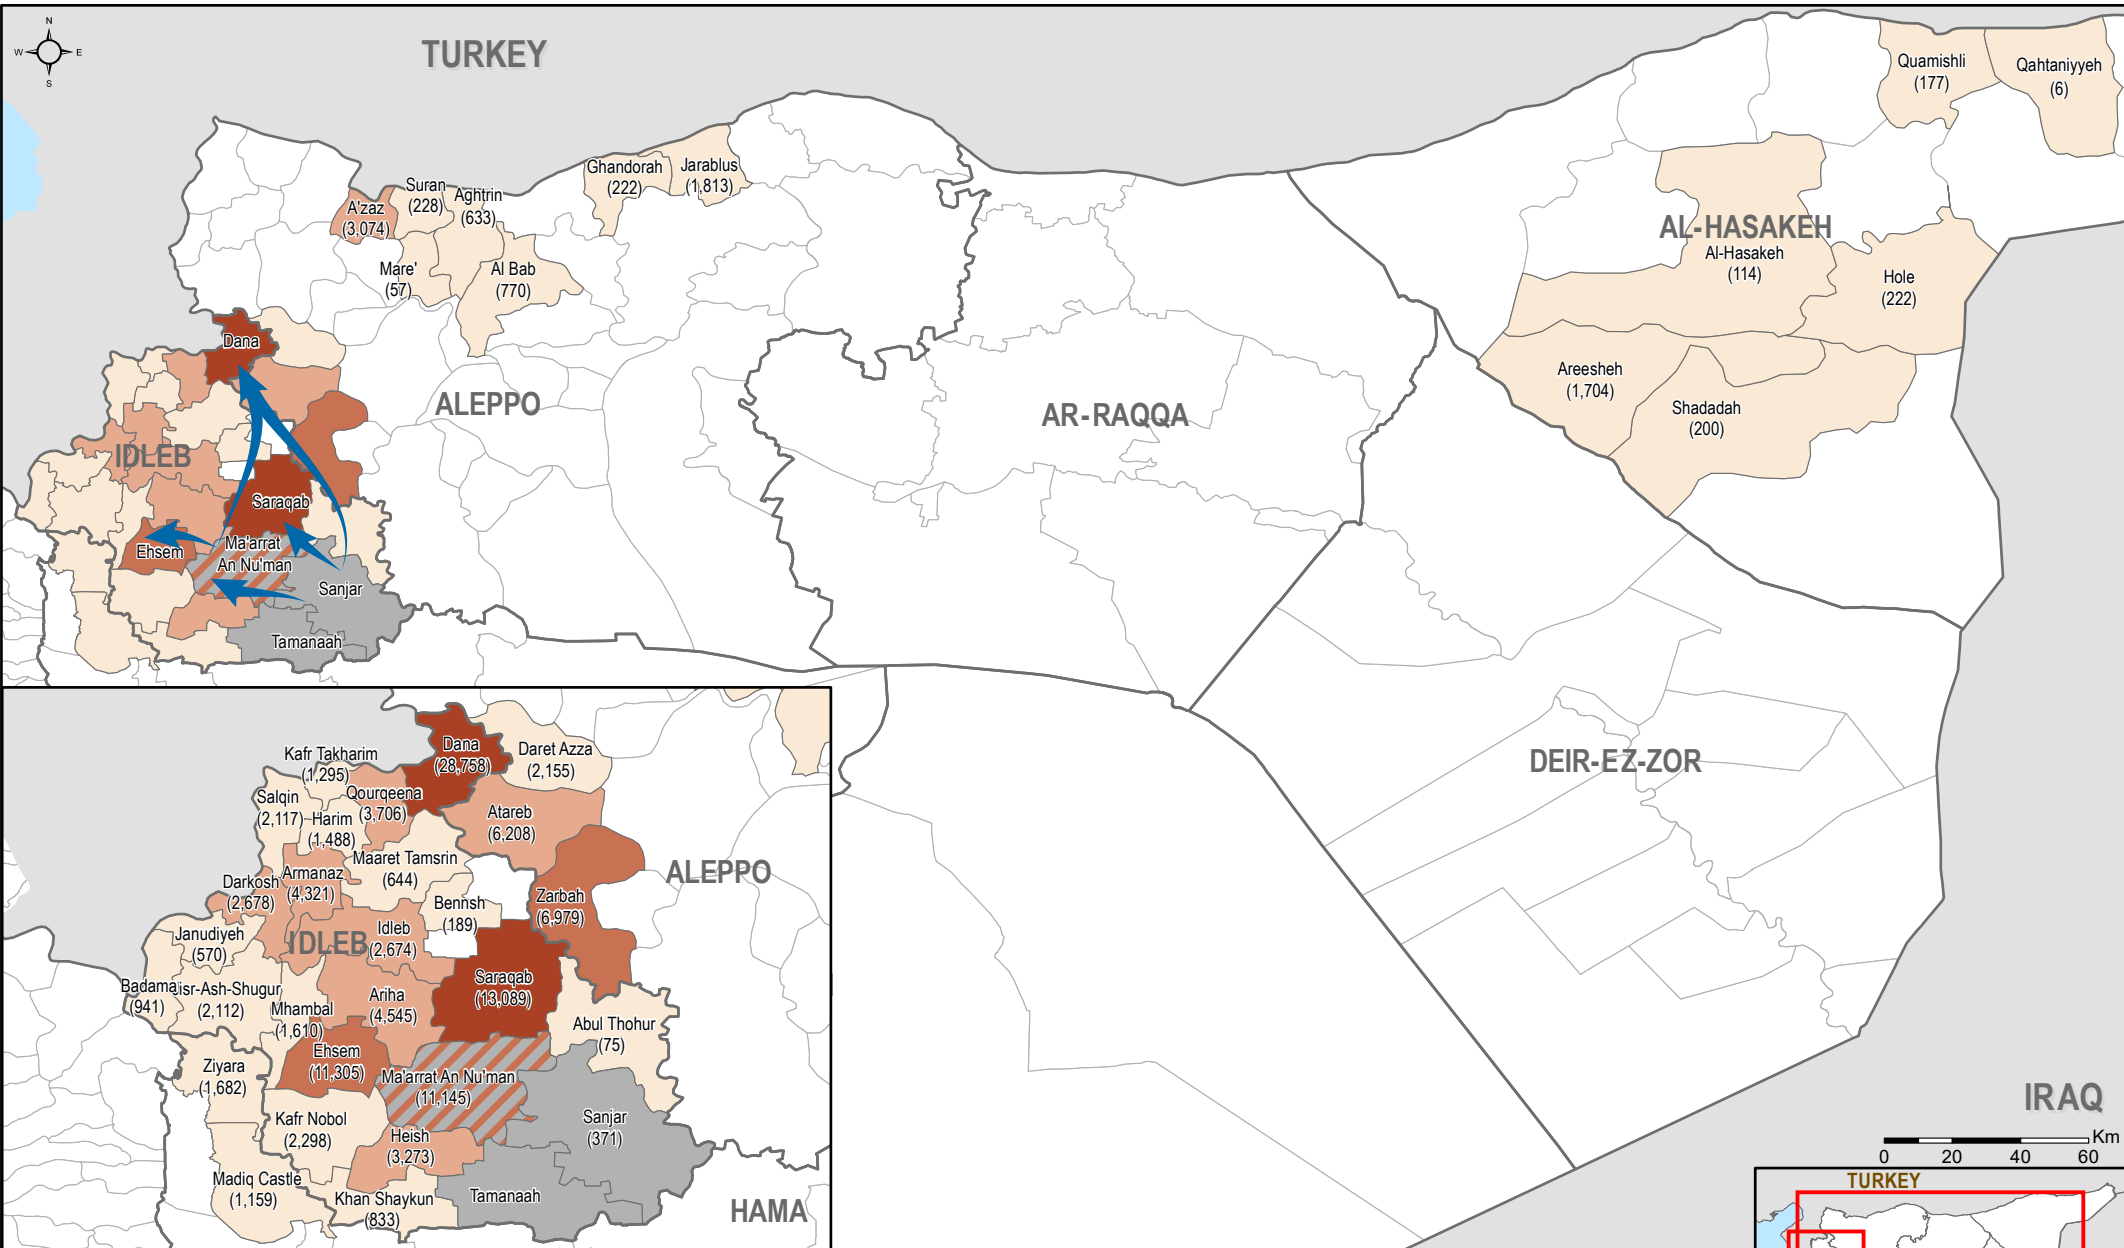 N
W
E
S
TURKEY
Quamishli
(177)
Qahtaniyyeh
(6)
Ghandorah
(222)
Jarablus
(1,813)
Suran
(228)
Aghtrin
(633)
A'zaz
(3,074)
Mare'
(57)
Al Bab
(770)
AL-HASAKEH
Al-Hasakeh
(114)
Hole
(222)
Areesheh
(1,704)
Shadadah
(200)
Dana
ALEPPO
AR-RAQQA
IDLEB
Saraqab
Ehsem
Ma'arrat
An Nu'man
Sanjar
Tamanaah
DEIR-EZ-ZOR
IRAQ
Km
0
20
40
60
TURKEY
Kafr Takharim
(1,295)
Dana
(28,758)
Daret Azza
(2,155)
Salqin
(2,117)
Qourqeena
(3,706)
Harim
(1,488)
Atareb
(6,208)
Maaret Tamsrin
(644)
ALEPPO
Armanaz
(4,321)
Darkosh
(2,678)
Bennsh
(189)
Zarbah
(6,979)
Janudiyeh
(570)
IDLEB
Idleb
(2,674)
Saraqab
(13,089)
Badama
(941)
Jisr-Ash-Shugur
(2,112)
Mhambal
(1,610)
Ariha
(4,545)
Abul Thohur
(75)
Ehsem
(11,305)
Ziyara
(1,682)
Ma'arrat An Nu'man
(11,145)
Kafr Nobol
(2,298)
Heish
(3,273)
Sanjar
(371)
Madiq Castle
(1,159)
Khan Shaykun
(833)
Tamanaah
HAMA